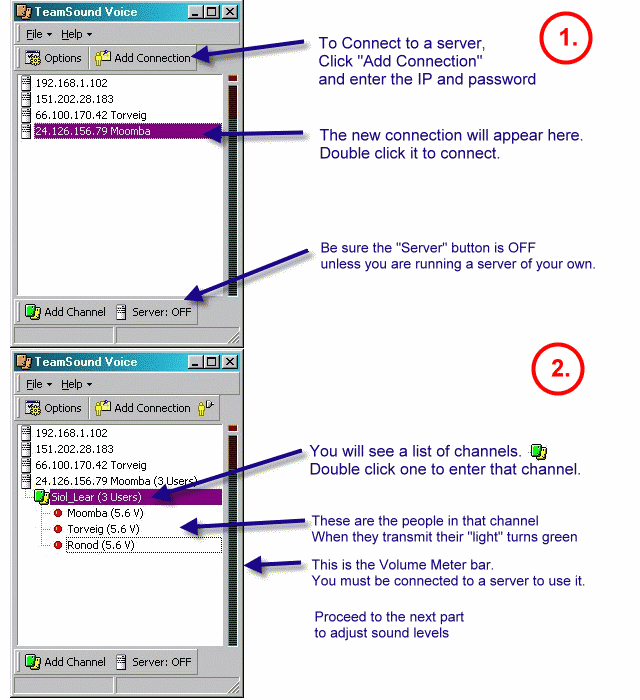 TeamSound Voice
File Help
Options Add Connection
192.168.1.102
151.202.28.183
66.100.170.42 Torveig
24.126.156.79 Moomba
Add Channel Server: OFF
1.
To Connect to a server,
Click "Add Connection"
and enter the IP and password
The new connection will appear here.
Double click it to connect.
Be sure the "Server" button is OFF
unless you are running a server of your own.
TeamSound Voice
File Help
Options Add Connection
192.168.1.102
151.202.28.183
66.100.170.42 Torveig
24.126.156.79 Moomba (3 Users)
Siol_Lear (3 Users)
Moomba (5.6 V)
Torveig (5.6 V)
Ronod (5.6 V)
Add Channel Server: OFF
2.
You will see a list of channels.
Double click one to enter that channel.
These are the people in that channel
When they transmit their "light" turns green
This is the Volume Meter bar.
You must be connected to a server to use it.
Proceed to the next part
to adjust sound levels